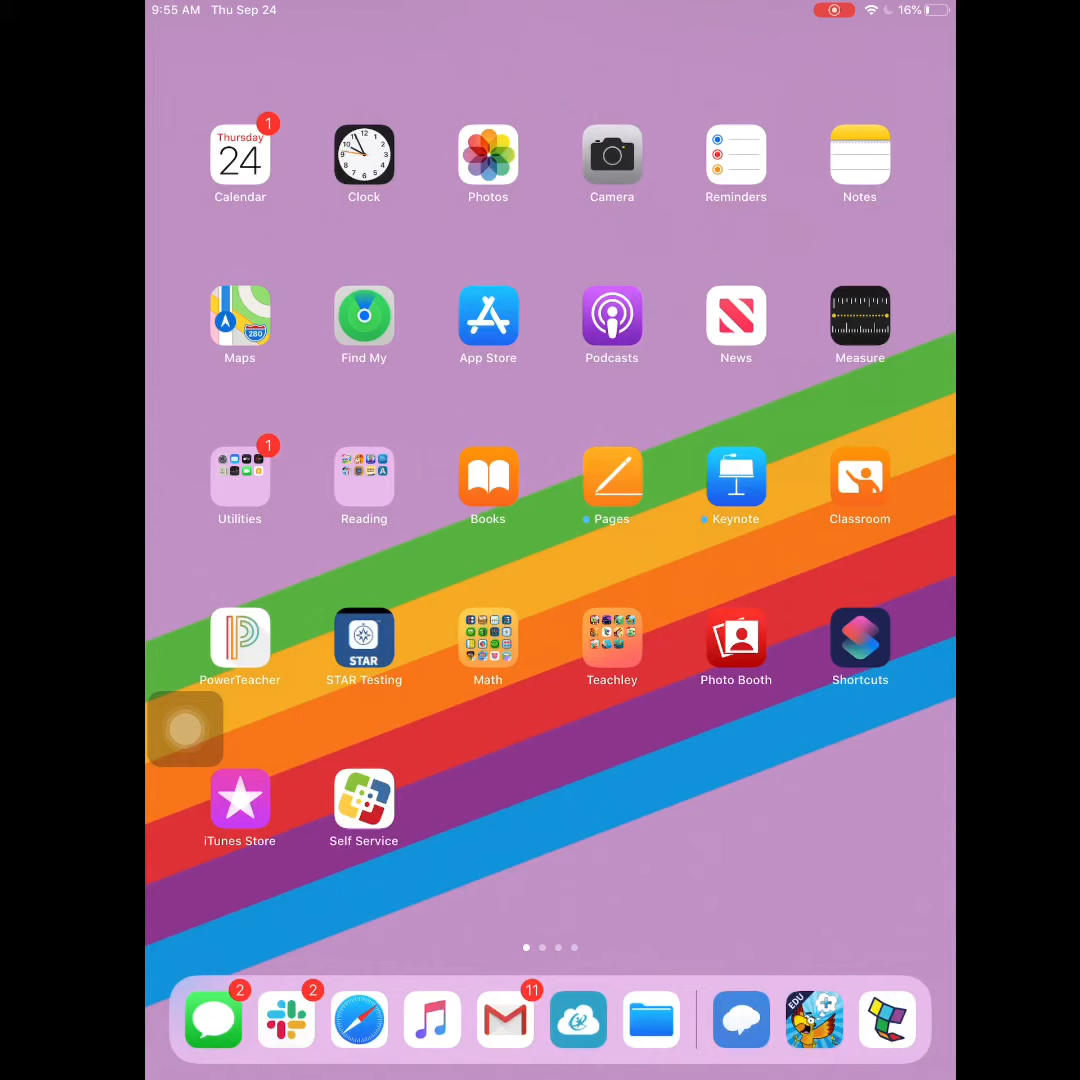 9:55 AM Thu Sep 24 16%
1
Thursday
24
12
Calendar Clock Photos Camera Reminders Notes
280
Maps Find My App Store Podcasts News Measure
1
Utilities Reading Books Pages Keynote Classroom
STAR
PowerTeacher STAR Testing Math Teachley Photo Booth Shortcuts
iTunes Store Self Service
2 2 11
EDU